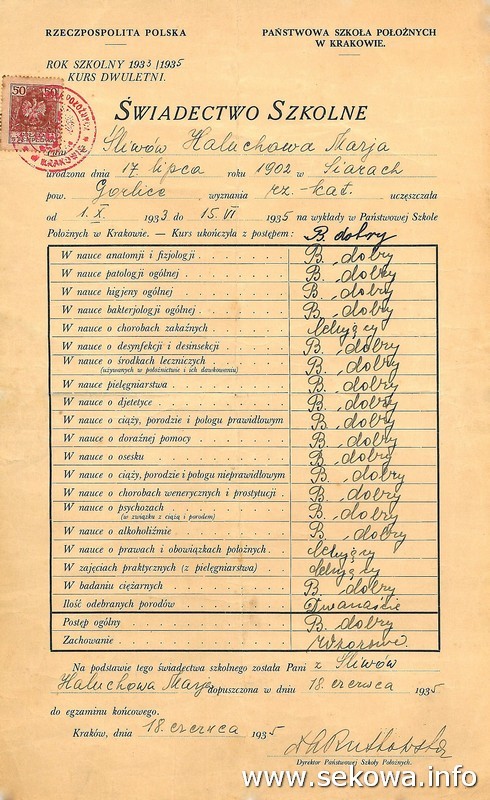 RZECZPOSPOLITA POLSKA
PAŃSTWOWA SZKOŁA POŁOŻNYCH
W KRAKOWIE.
ROK SZKOLNY 1933/1935
KURS DWULETNI.
50 50
W KRAKOWIE
ŚWIADECTWO SZKOLNE
Śliwów Haluchowa Marja
urodzona dnia 17 lipca roku 1902 w Siarach
pow. Gorlice wyznania rz.-kat. uczęszczała
od 1. X. 1933 do 15. VI 1935 na wykłady w Państwowej Szkole
Położnych w Krakowie. — Kurs ukończyła z postępem: B. dobry
W nauce anatomji i fizjologji B. dobry
W nauce patologji ogólnej B. dobry
W nauce higjeny ogólnej B. dobry
W nauce bakterjologji ogólnej B. dobry
W nauce o chorobach zakaźnych Celujący
W nauce o desynfekcji i desinsekcji B. dobry
W nauce o środkach leczniczych B. dobry
(używanych w położnictwie i ich dawkowaniu)
W nauce pielęgniarstwa B. dobry
W nauce o djetetyce B. dobry
W nauce o ciąży, porodzie i połogu prawidłowym B. dobry
W nauce o doraźnej pomocy B. dobry
W nauce o osesku B. dobry
W nauce o ciąży, porodzie i połogu nieprawidłowym B. dobry
W nauce o chorobach wenerycznych i prostytucji B. dobry
W nauce o psychozach B. dobry
(w związku z ciążą i porodem)
W nauce o alkoholiźmie B. dobry
W nauce o prawach i obowiązkach położnych Celujący
W zajęciach praktycznych (z pielęgniarstwa) Celujący
W badaniu ciężarnych B. dobry
Ilość odebranych porodów Dwanaście
Postęp ogólny B. dobry
Zachowanie Wzorowe.
Na podstawie tego świadectwa szkolnego została Pani z Śliwów
Haluchowa Marja dopuszczona w dniu 18. czerwca 1935
do egzaminu końcowego.
Kraków, dnia 18. czerwca 1935
Dyrektor Państwowej Szkoły Położnych.
www.sekowa.info